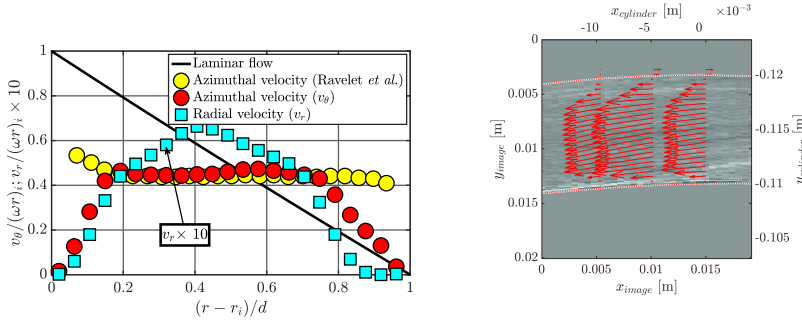 Laminar flow
Azimuthal velocity (Ravelet et al.)
Azimuthal velocity (v_θ)
Radial velocity (v_r)
v_r × 10
1
0.8
0.6
0.4
0.2
0
0
0.2
0.4
0.6
0.8
1
v_θ/(ωr)_i; v_r/(ωr)_i × 10
(r − r_i)/d
x_cylinder [m]
×10^-3
-10
-5
0
0
0.005
0.01
0.015
0.02
y_image [m]
-0.12
-0.115
-0.11
-0.105
y_cylinder [m]
0
0.005
0.01
0.015
x_image [m]